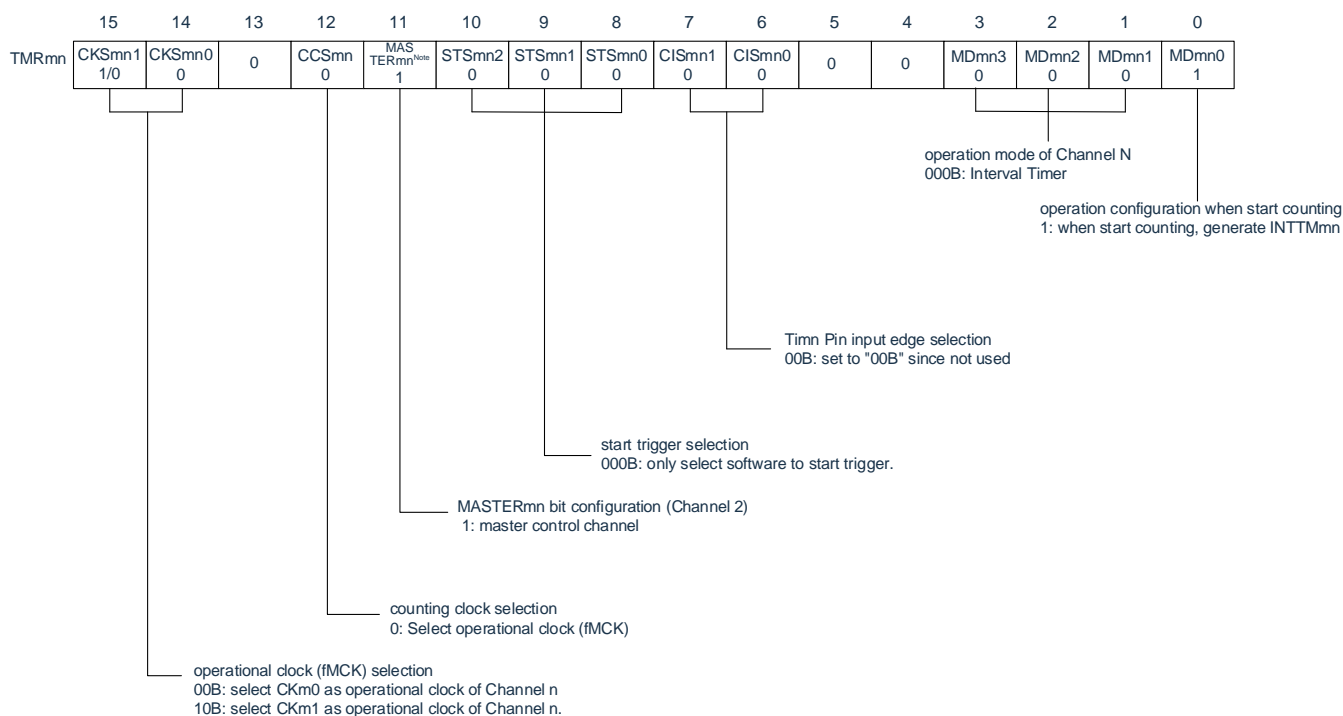 15 14 13 12 11 10 9 8 7 6 5 4 3 2 1 0
TMRmn
CKSmn1
1/0
CKSmn0
0
0
CCSmn
0
MAS
TERmnNote
1
STSmn2
0
STSmn1
0
STSmn0
0
CISmn1
0
CISmn0
0
0
0
MDmn3
0
MDmn2
0
MDmn1
0
MDmn0
1
operation mode of Channel N
000B: Interval Timer
operation configuration when start counting
1: when start counting, generate INTTMmn
Timn Pin input edge selection
00B: set to "00B" since not used
start trigger selection
000B: only select software to start trigger.
MASTERmn bit configuration (Channel 2)
1: master control channel
counting clock selection
0: Select operational clock (fMCK)
operational clock (fMCK) selection
00B: select CKm0 as operational clock of Channel n
10B: select CKm1 as operational clock of Channel n.